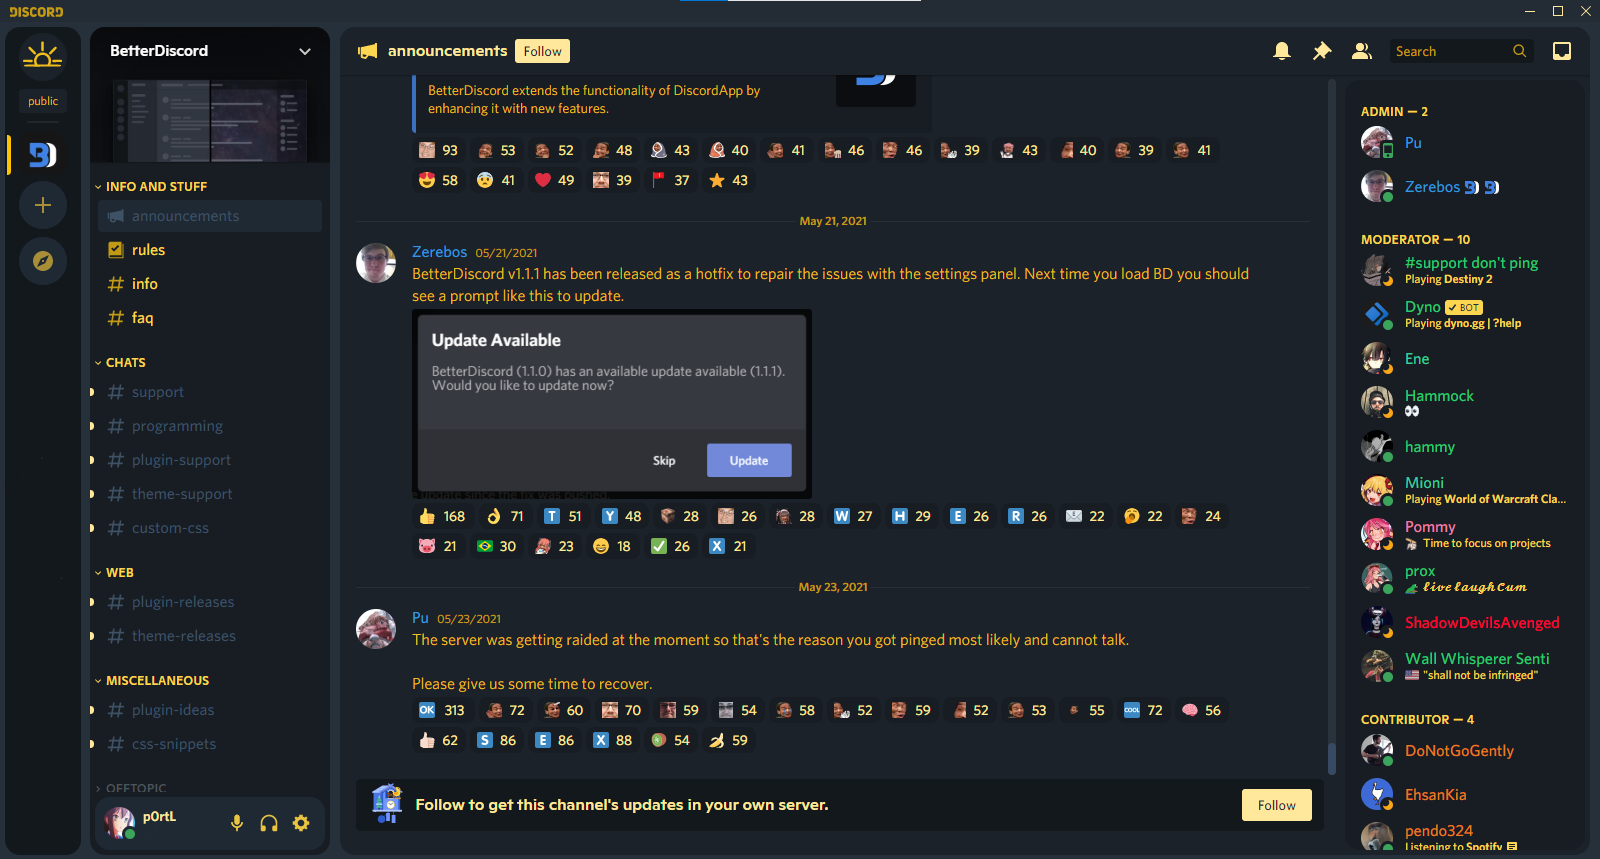 DISCORD
public
BetterDiscord
INFO AND STUFF
announcements
rules
info
faq
CHATS
support
programming
plugin-support
theme-support
custom-css
WEB
plugin-releases
theme-releases
MISCELLANEOUS
plugin-ideas
css-snippets
OFFTOPIC
p0rtL
announcements
Follow
Search
BetterDiscord extends the functionality of DiscordApp by
enhancing it with new features.
93 53 52 48 43 40 41 46 46 39 43 40 39 41
58 41 49 39 37 43
May 21, 2021
Zerebos 05/21/2021
BetterDiscord v1.1.1 has been released as a hotfix to repair the issues with the settings panel. Next time you load BD you should
see a prompt like this to update.
Update Available
BetterDiscord (1.1.0) has an available update available (1.1.1).
Would you like to update now?
Skip
Update
e update since the fix was pushed.
168 71 T 51 Y 48 28 26 28 W 27 H 29 E 26 R 26 22 22 24
21 30 23 18 26 X 21
May 23, 2021
Pu 05/23/2021
The server was getting raided at the moment so that's the reason you got pinged most likely and cannot talk.
Please give us some time to recover.
OK 313 72 60 70 59 54 58 52 59 52 53 55 COOL 72 56
62 S 86 E 86 X 88 54 59
Follow to get this channel's updates in your own server.
Follow
ADMIN — 2
Pu
Zerebos
MODERATOR — 10
#support don't ping
Playing Destiny 2
Dyno BOT
Playing dyno.gg | ?help
Ene
Hammock
hammy
Mioni
Playing World of Warcraft Cla...
Pommy
Time to focus on projects
prox
𝓵𝓲𝓿𝓮 𝓵𝓪𝓾𝓰𝓱 𝓒𝓾𝓶
ShadowDevilsAvenged
Wall Whisperer Senti
"shall not be infringed"
CONTRIBUTOR — 4
DoNotGoGently
EhsanKia
pendo324
Listening to Spotify